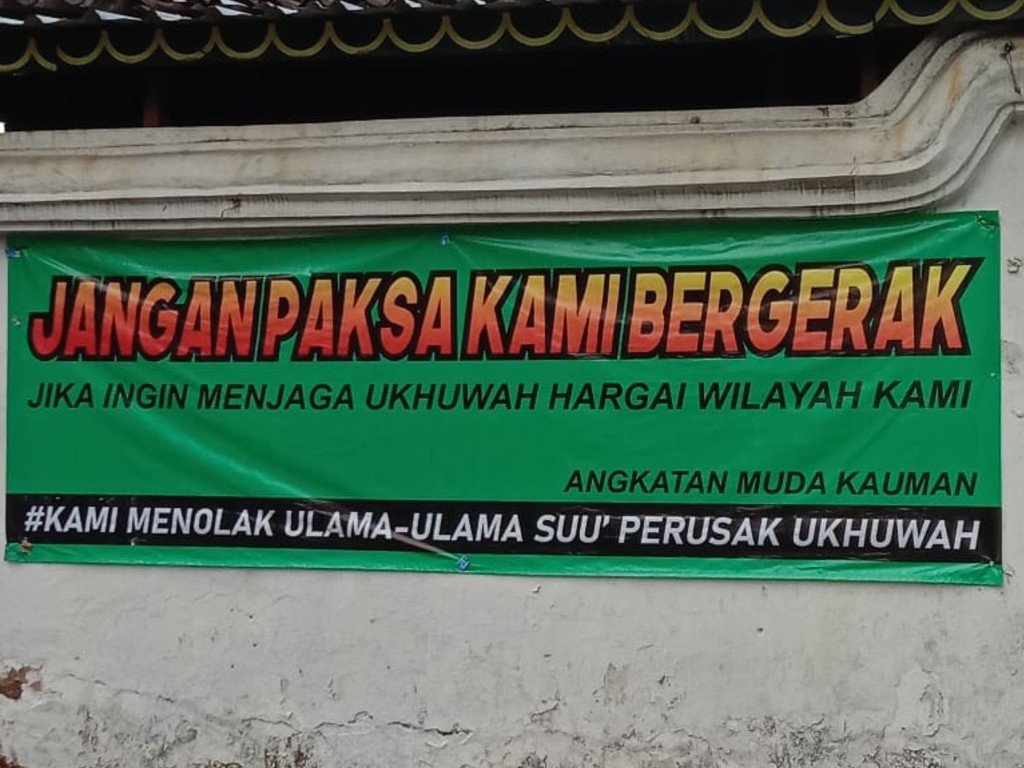 JANGAN PAKSA KAMI BERGERAK
JIKA INGIN MENJAGA UKHUWAH HARGAI WILAYAH KAMI
ANGKATAN MUDA KAUMAN
#KAMI MENOLAK ULAMA-ULAMA SUU' PERUSAK UKHUWAH